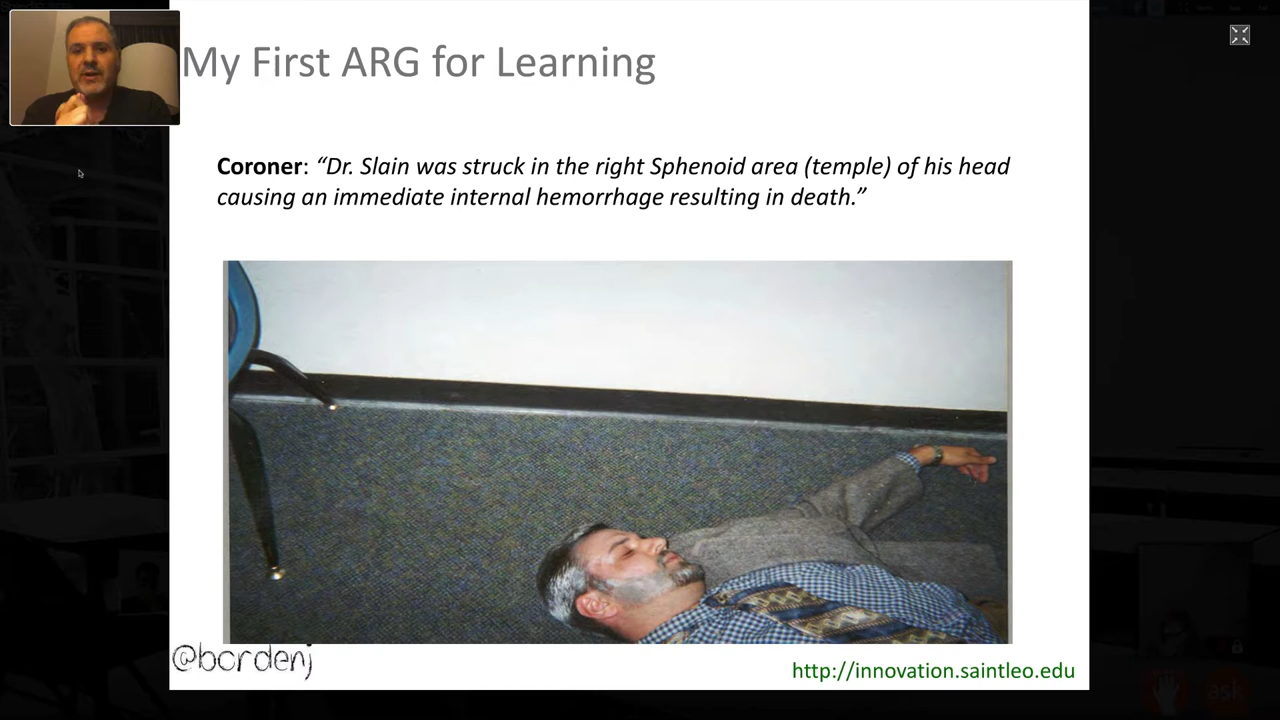 My First ARG for Learning
Coroner: “Dr. Slain was struck in the right Sphenoid area (temple) of his head
causing an immediate internal hemorrhage resulting in death.”
@bordenj
http://innovation.saintleo.edu
ask